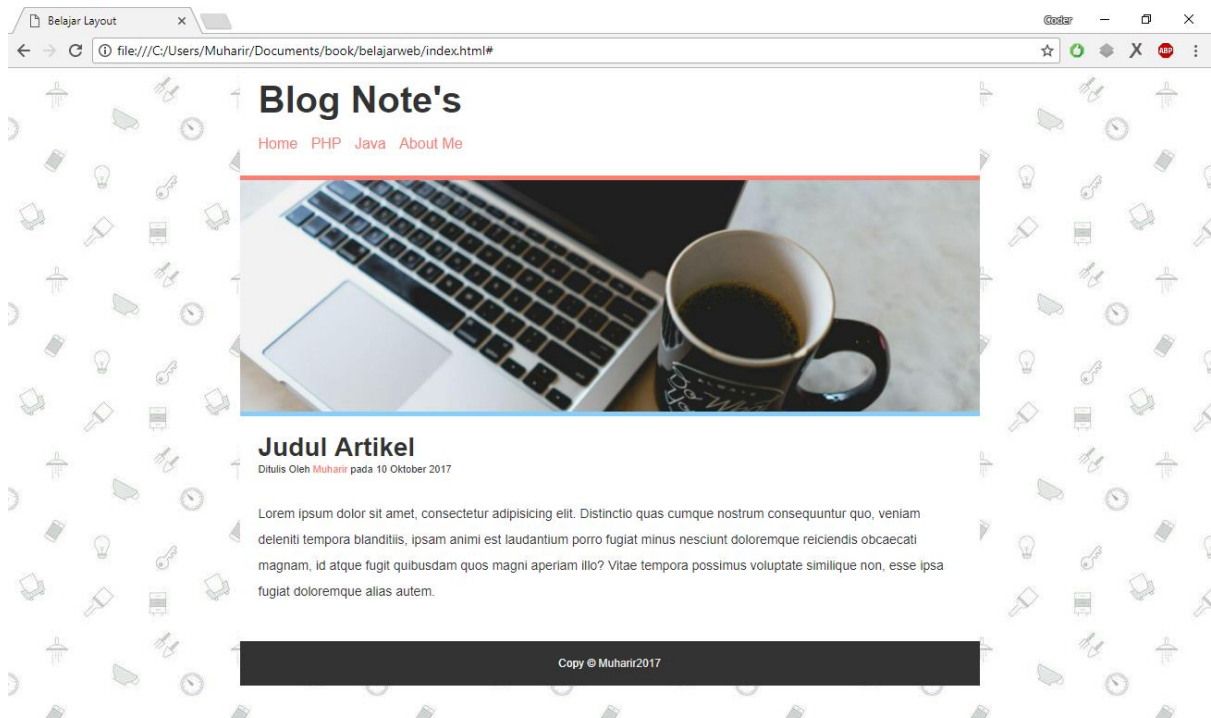 Belajar Layout
Coder
file:///C:/Users/Muharir/Documents/book/belajarweb/index.html#
ABP
Blog Note's
Home PHP Java About Me
Judul Artikel
Ditulis Oleh Muharir pada 10 Oktober 2017
Lorem ipsum dolor sit amet, consectetur adipisicing elit. Distinctio quas cumque nostrum consequuntur quo, veniam
deleniti tempora blanditiis, ipsam animi est laudantium porro fugiat minus nesciunt doloremque reiciendis obcaecati
magnam, id atque fugit quibusdam quos magni aperiam illo? Vitae tempora possimus voluptate similique non, esse ipsa
fugiat doloremque alias autem.
Copy © Muharir2017